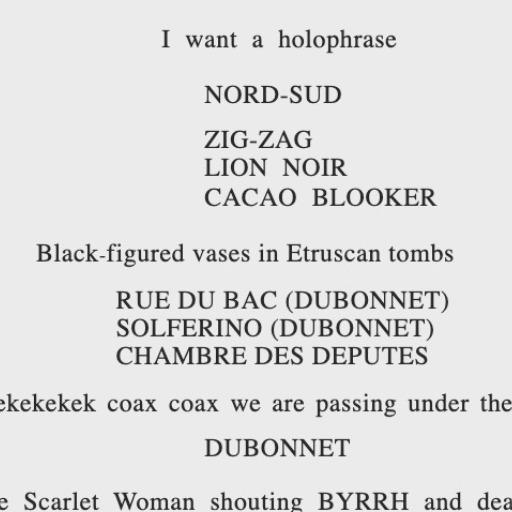 I want a holophrase
NORD-SUD
ZIG-ZAG
LION NOIR
CACAO BLOOKER
Black-figured vases in Etruscan tombs
RUE DU BAC (DUBONNET)
SOLFERINO (DUBONNET)
CHAMBRE DES DEPUTES
ekekekek coax coax we are passing under the
DUBONNET
e Scarlet Woman shouting BYRRH and dea